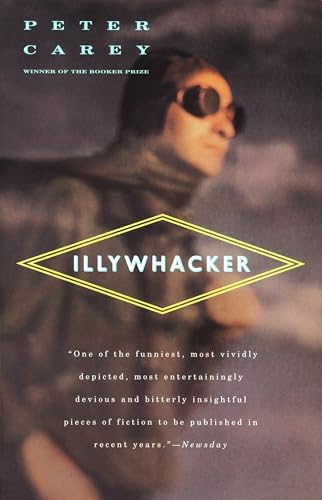 PETER
CAREY
WINNER OF THE BOOKER PRIZE
ILLYWHACKER
“One of the funniest, most vividly
depicted, most entertainingly
devious and bitterly insightful
pieces of fiction to be published in
recent years.”—Newsday